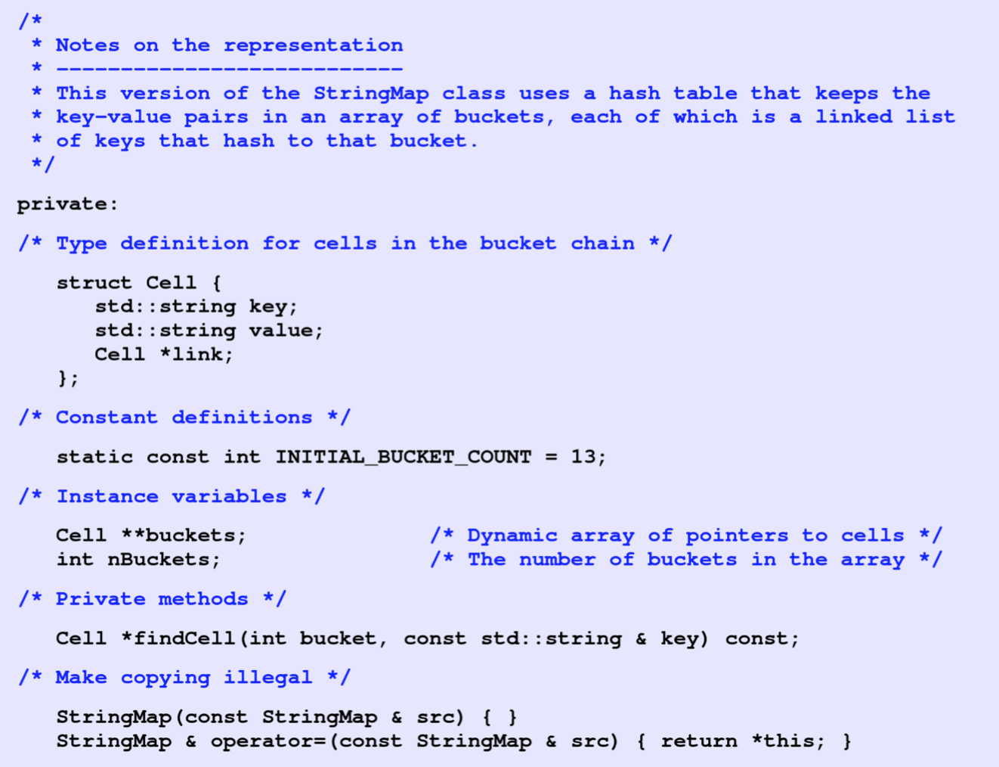 /*
 * Notes on the representation
 * ---------------------------
 * This version of the StringMap class uses a hash table that keeps the
 * key-value pairs in an array of buckets, each of which is a linked list
 * of keys that hash to that bucket.
 */
private:
/* Type definition for cells in the bucket chain */
   struct Cell {
      std::string key;
      std::string value;
      Cell *link;
   };
/* Constant definitions */
   static const int INITIAL_BUCKET_COUNT = 13;
/* Instance variables */
   Cell **buckets;              /* Dynamic array of pointers to cells */
   int nBuckets;                /* The number of buckets in the array */
/* Private methods */
   Cell *findCell(int bucket, const std::string & key) const;
/* Make copying illegal */
   StringMap(const StringMap & src) { }
   StringMap & operator=(const StringMap & src) { return *this; }